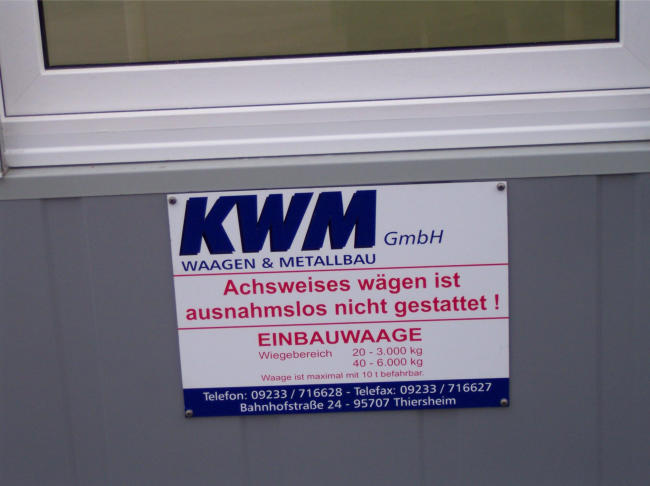 KWM GmbH
WAAGEN & METALLBAU
Achsweises wägen ist
ausnahmslos nicht gestattet !
EINBAUWAAGE
Wiegebereich 20 - 3.000 kg
40 - 6.000 kg
Waage ist maximal mit 10 t befahrbar.
Telefon: 09233 / 716628 - Telefax: 09233 / 716627
Bahnhofstraße 24 - 95707 Thiersheim